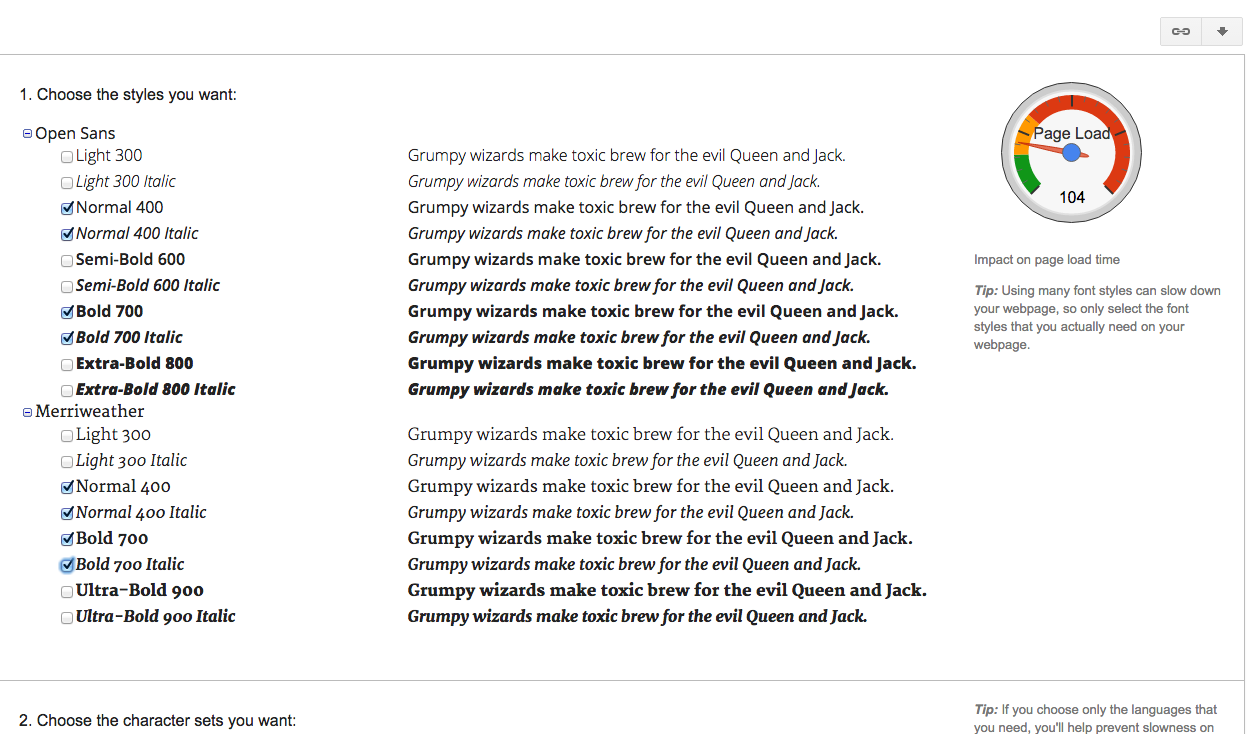 1. Choose the styles you want:
Open Sans
Light 300 Grumpy wizards make toxic brew for the evil Queen and Jack.
Light 300 Italic Grumpy wizards make toxic brew for the evil Queen and Jack.
Normal 400 Grumpy wizards make toxic brew for the evil Queen and Jack.
Normal 400 Italic Grumpy wizards make toxic brew for the evil Queen and Jack.
Semi-Bold 600 Grumpy wizards make toxic brew for the evil Queen and Jack.
Semi-Bold 600 Italic Grumpy wizards make toxic brew for the evil Queen and Jack.
Bold 700 Grumpy wizards make toxic brew for the evil Queen and Jack.
Bold 700 Italic Grumpy wizards make toxic brew for the evil Queen and Jack.
Extra-Bold 800 Grumpy wizards make toxic brew for the evil Queen and Jack.
Extra-Bold 800 Italic Grumpy wizards make toxic brew for the evil Queen and Jack.
Merriweather
Light 300 Grumpy wizards make toxic brew for the evil Queen and Jack.
Light 300 Italic Grumpy wizards make toxic brew for the evil Queen and Jack.
Normal 400 Grumpy wizards make toxic brew for the evil Queen and Jack.
Normal 400 Italic Grumpy wizards make toxic brew for the evil Queen and Jack.
Bold 700 Grumpy wizards make toxic brew for the evil Queen and Jack.
Bold 700 Italic Grumpy wizards make toxic brew for the evil Queen and Jack.
Ultra-Bold 900 Grumpy wizards make toxic brew for the evil Queen and Jack.
Ultra-Bold 900 Italic Grumpy wizards make toxic brew for the evil Queen and Jack.
Page Load
104
Impact on page load time
Tip: Using many font styles can slow down
your webpage, so only select the font
styles that you actually need on your
webpage.
2. Choose the character sets you want:
Tip: If you choose only the languages that
you need, you'll help prevent slowness on